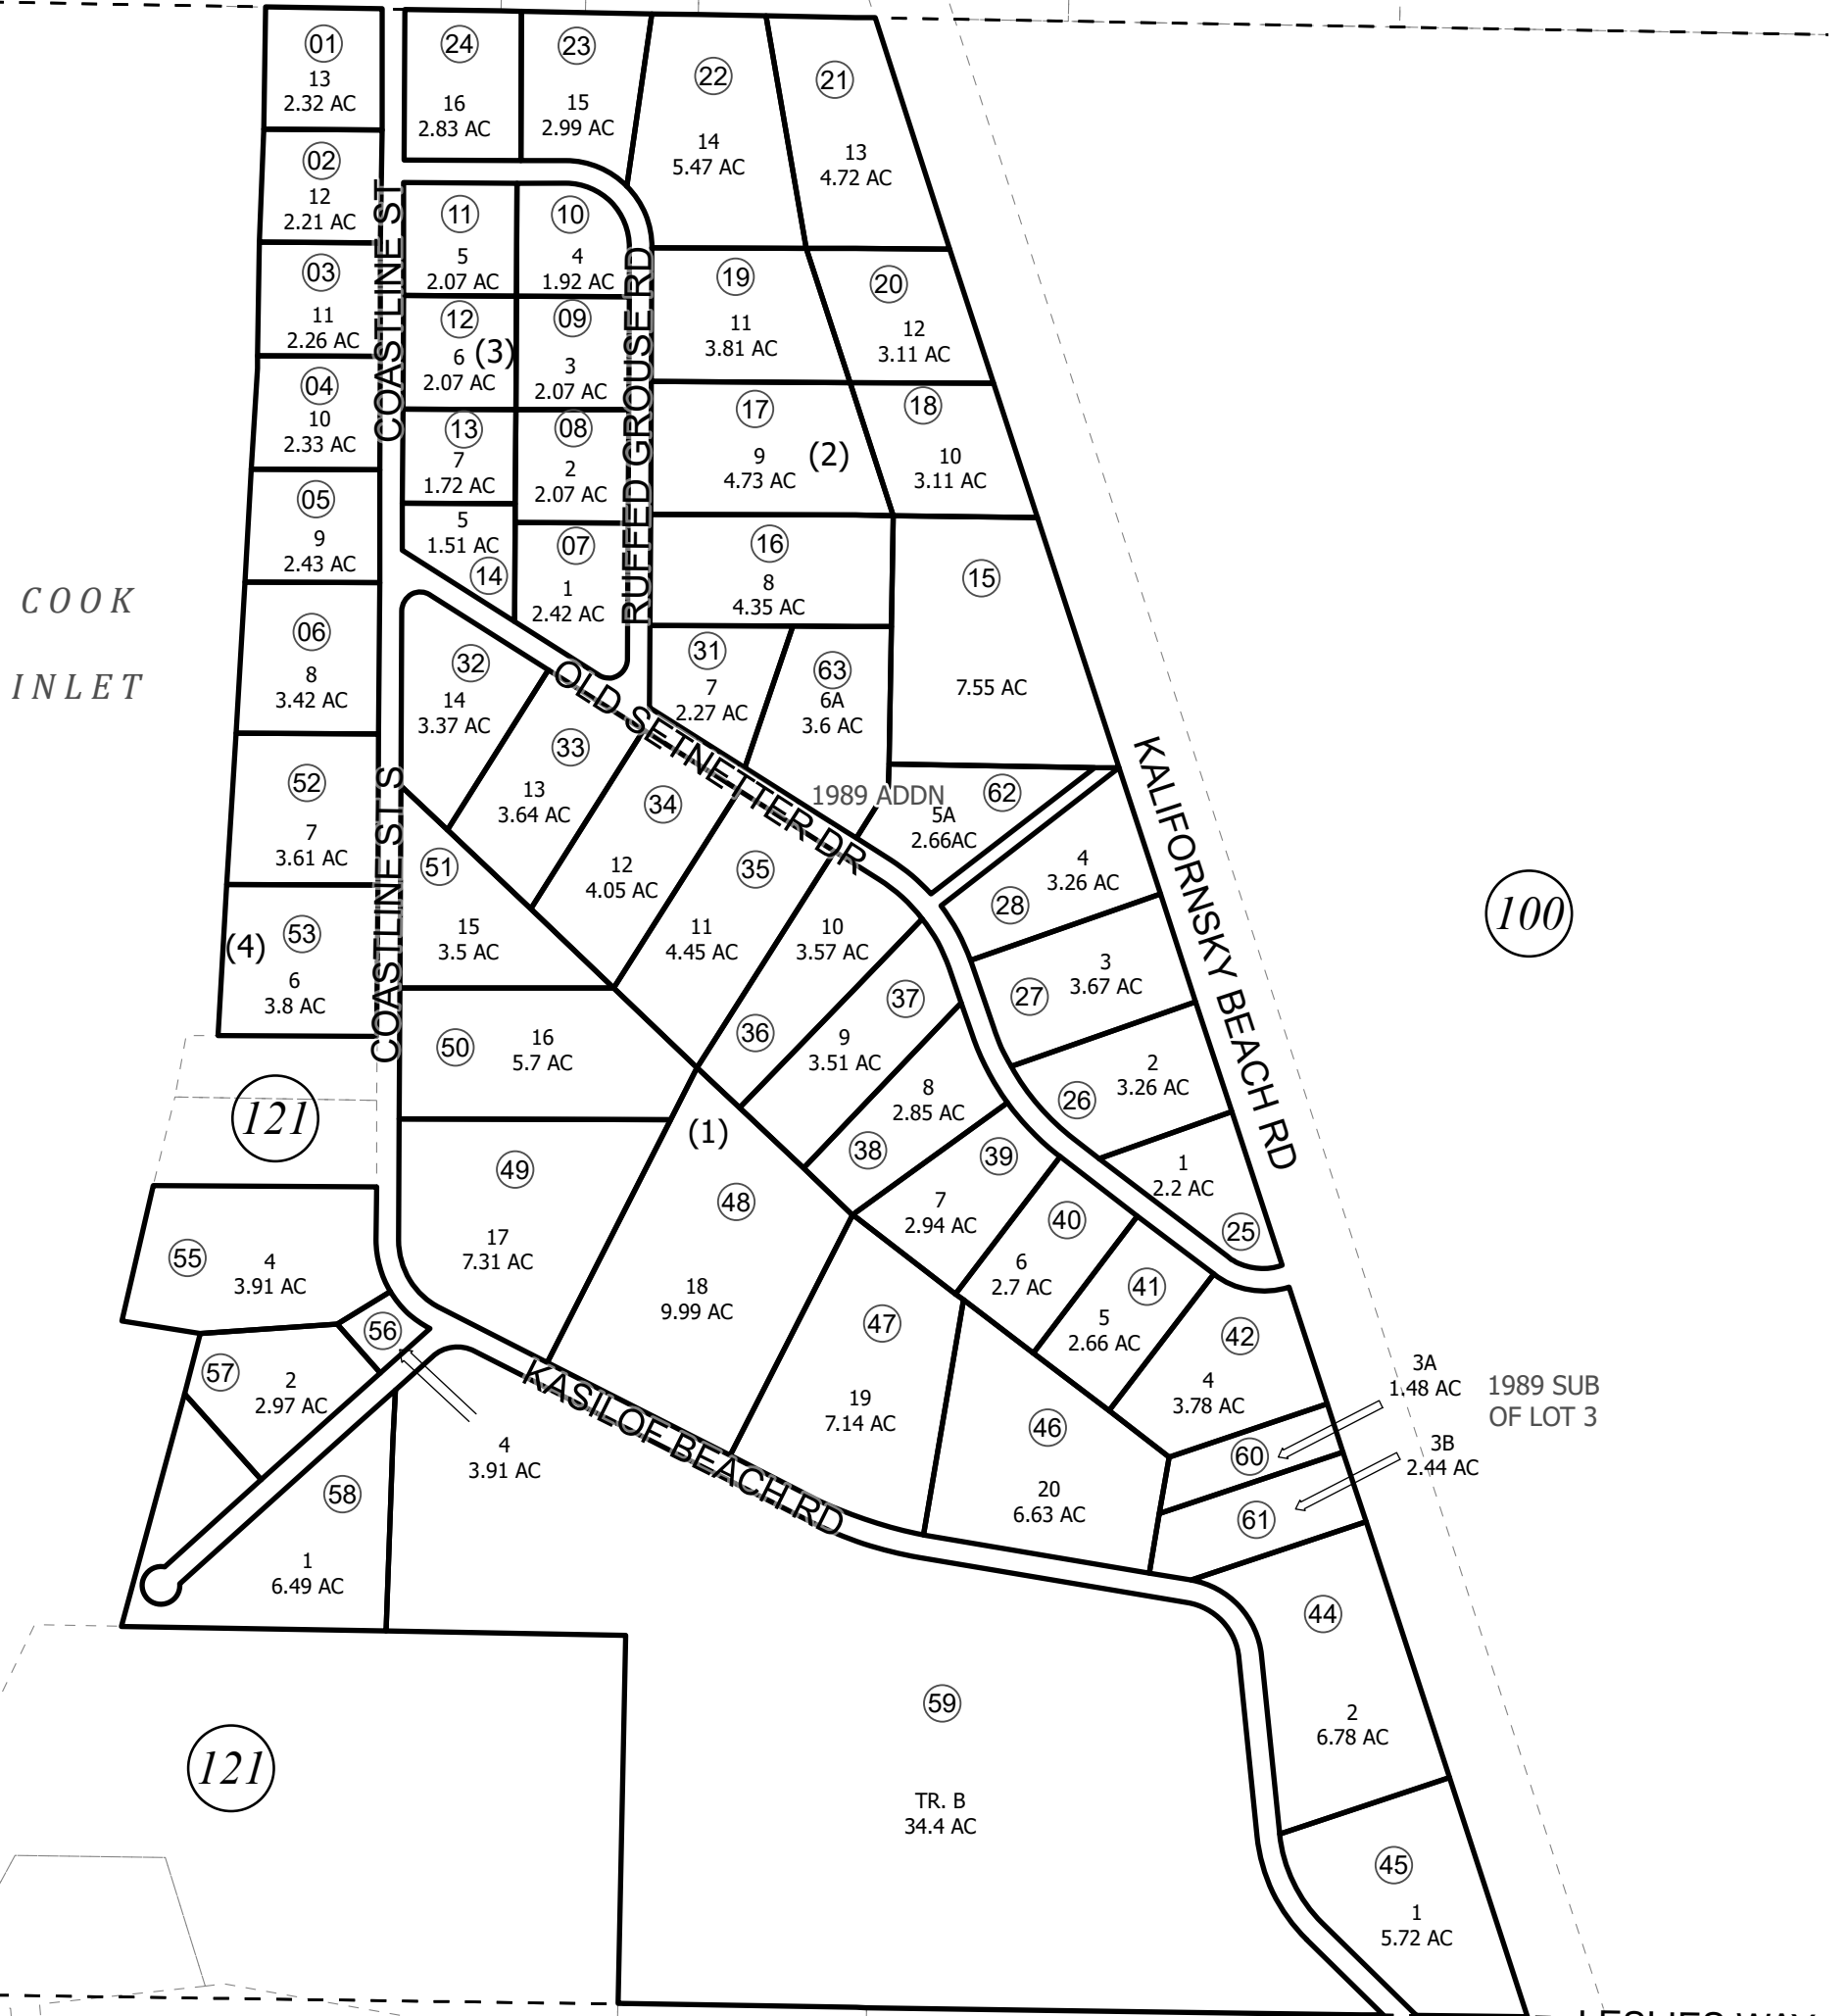 01
13
2.32 AC
02
12
2.21 AC
03
11
2.26 AC
04
10
2.33 AC
05
9
2.43 AC
06
8
3.42 AC
52
7
3.61 AC
(4)
53
6
3.8 AC
COOK
INLET
COASTLINE ST
COASTLINE ST S
24
16
2.83 AC
23
15
2.99 AC
22
14
5.47 AC
21
13
4.72 AC
11
5
2.07 AC
10
4
1.92 AC
12
6
2.07 AC
(3)
09
3
2.07 AC
13
7
1.72 AC
08
2
2.07 AC
5
1.51 AC
14
07
1
2.42 AC
RUFFED GROUSE RD
19
11
3.81 AC
20
12
3.11 AC
17
9
4.73 AC
(2)
18
10
3.11 AC
16
8
4.35 AC
15
7.55 AC
31
7
2.27 AC
63
6A
3.6 AC
1989 ADDN
62
5A
2.66AC
OLD SETNETTER DR
KALIFORNSKY BEACH RD
32
14
3.37 AC
33
13
3.64 AC
34
12
4.05 AC
35
11
4.45 AC
10
3.57 AC
36
37
9
3.51 AC
8
2.85 AC
38
39
7
2.94 AC
40
6
2.7 AC
41
5
2.66 AC
42
4
3.78 AC
4
3.26 AC
28
3
3.67 AC
27
2
3.26 AC
26
1
2.2 AC
25
100
51
15
3.5 AC
50
16
5.7 AC
(1)
49
17
7.31 AC
48
18
9.99 AC
47
19
7.14 AC
46
20
6.63 AC
121
55
4
3.91 AC
56
57
2
2.97 AC
4
3.91 AC
58
1
6.49 AC
KASILOF BEACH RD
60
3A
1.48 AC
1989 SUB
OF LOT 3
61
3B
2.44 AC
44
2
6.78 AC
45
1
5.72 AC
59
TR. B
34.4 AC
121